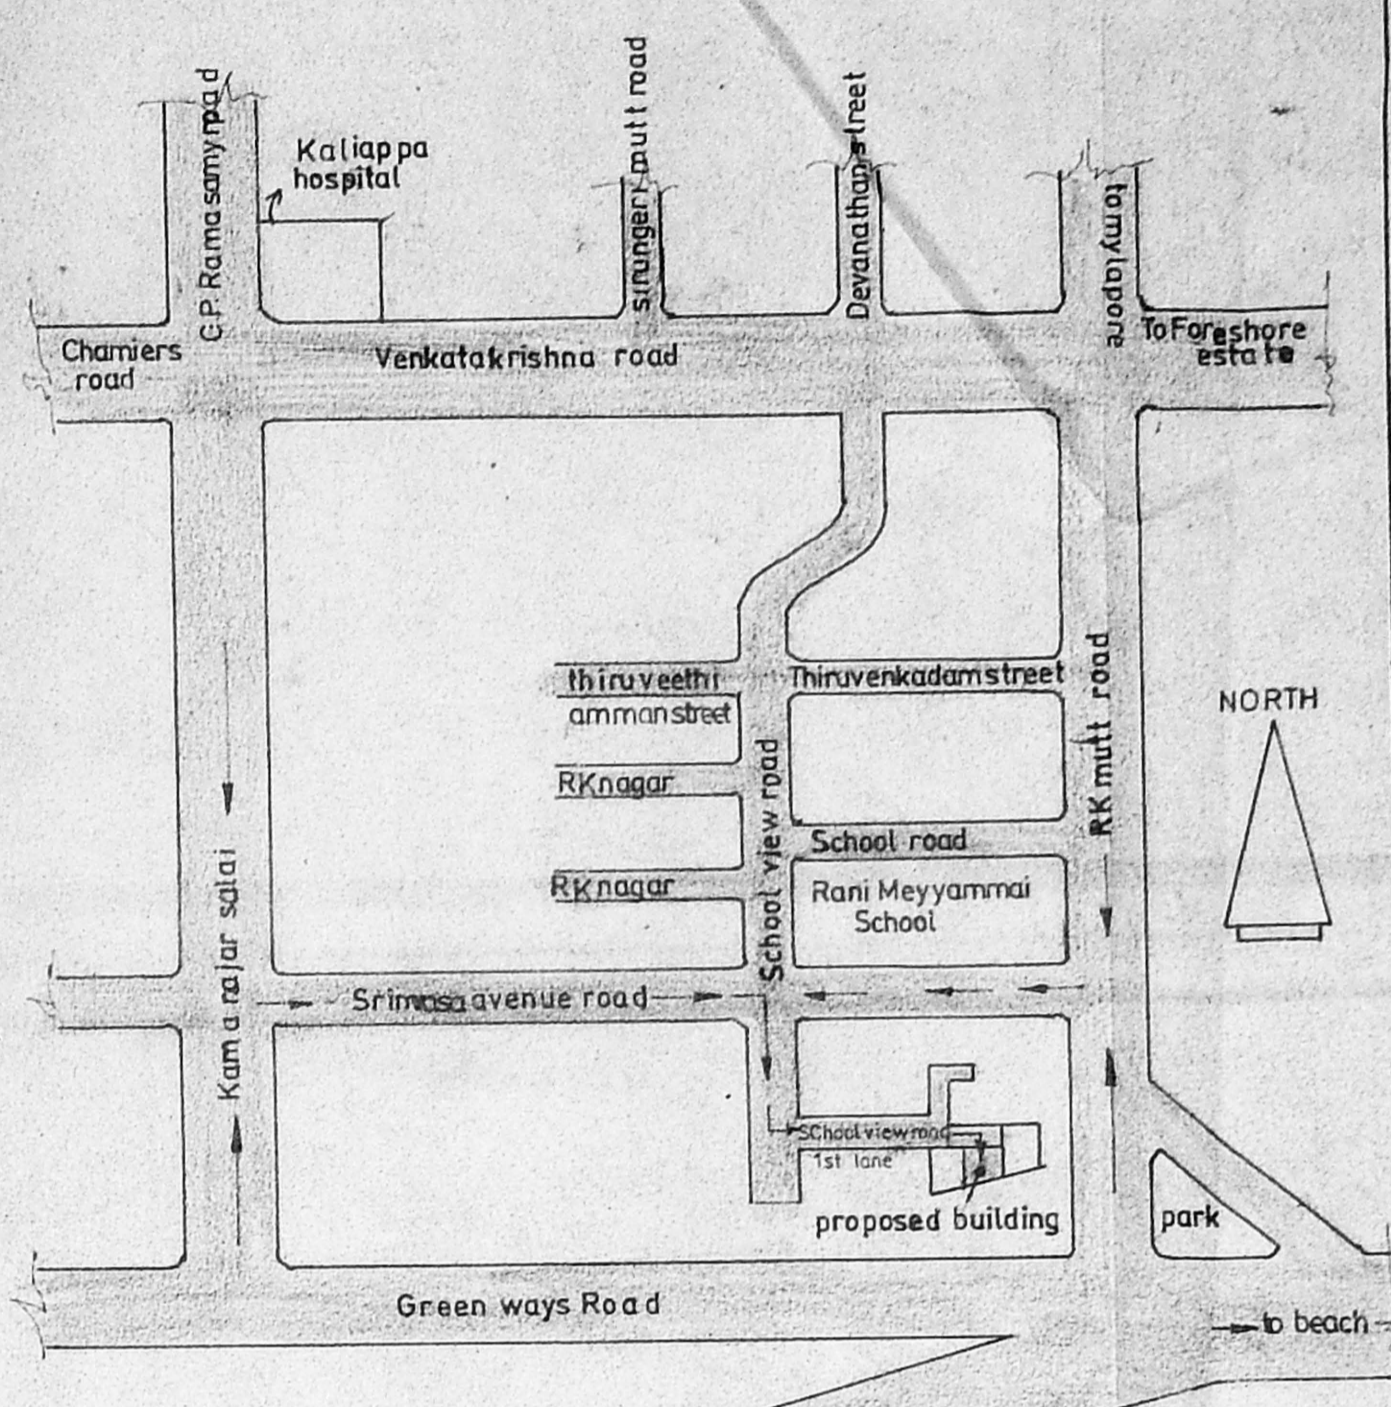 C.P. Ramasamy road
Kaliappa
hospital
sirungeri mutt road
Devanathan street
to mylapore
Chamiers
road
Venkatakrishna road
To Foreshore
estate
thiruveethi
amman street
Thiruvenkadam street
RK nagar
School view road
School road
RK mutt road
NORTH
RK nagar
Rani Meyyammai
School
Kamarajar salai
avenue road
School view road
1st lane
proposed building
park
Green ways Road
to beach